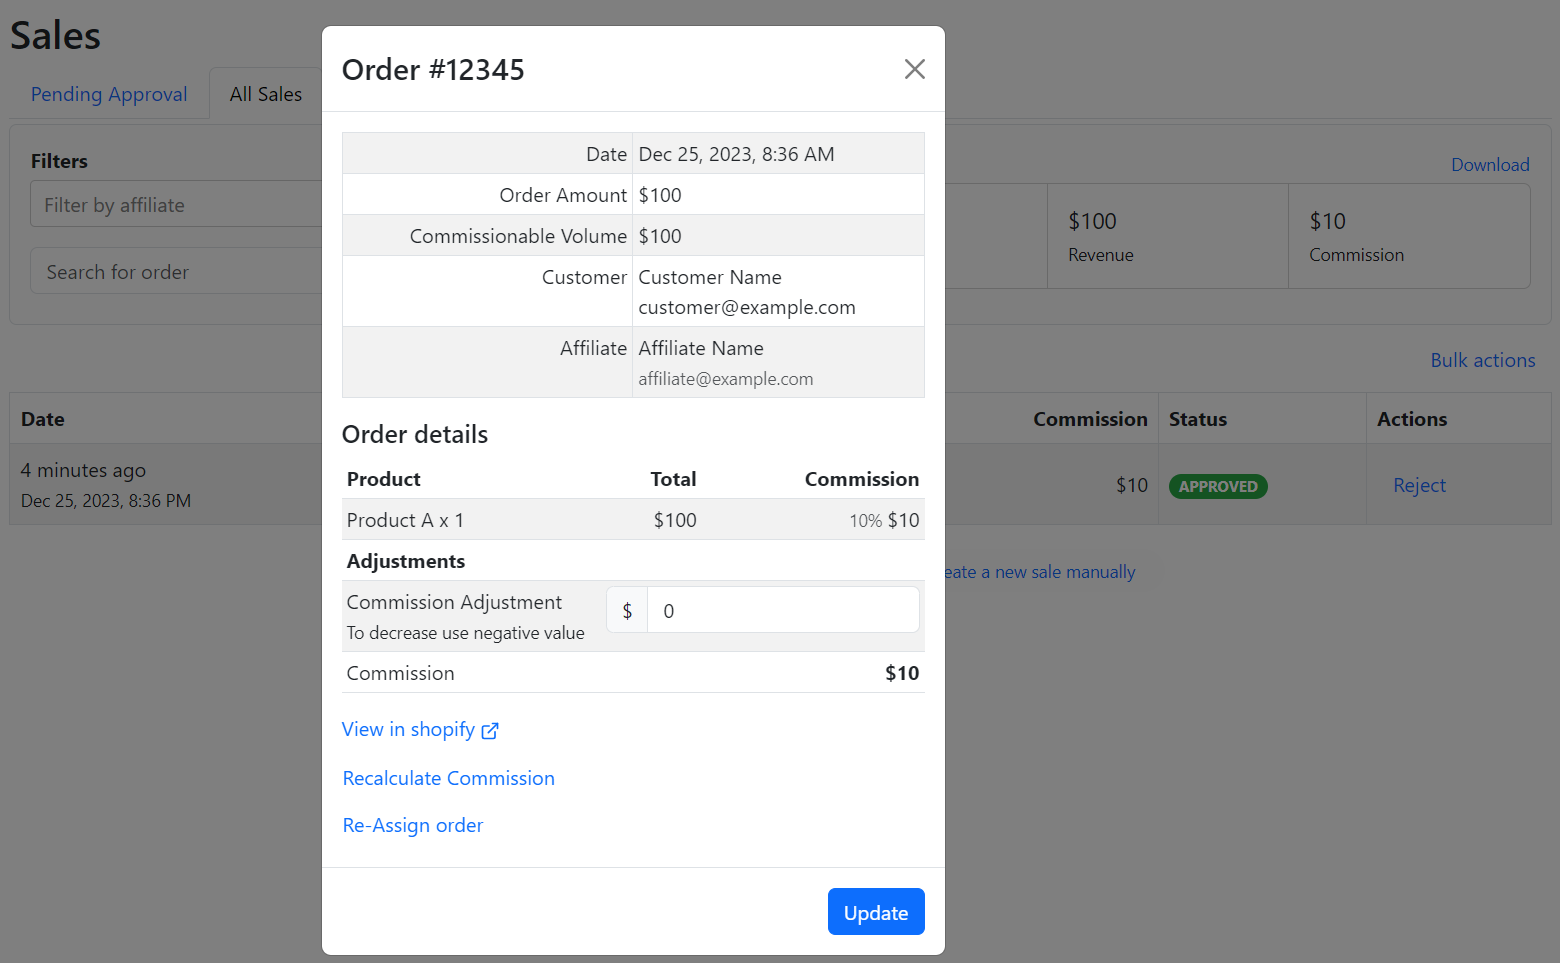 Sales
Pending Approval
All Sales
Filters
Filter by affiliate
Search for order
Download
$100
Revenue
$10
Commission
Bulk actions
Date
Commission
Status
Actions
4 minutes ago
Dec 25, 2023, 8:36 PM
$10
APPROVED
Reject
a new sale manually
Order #12345
Date Dec 25, 2023, 8:36 AM
Order Amount $100
Commissionable Volume $100
Customer Customer Name
customer@example.com
Affiliate Affiliate Name
affiliate@example.com
Order details
Product Total Commission
Product A x 1 $100 10% $10
Adjustments
Commission Adjustment $ 0
To decrease use negative value
Commission $10
View in shopify
Recalculate Commission
Re-Assign order
Update